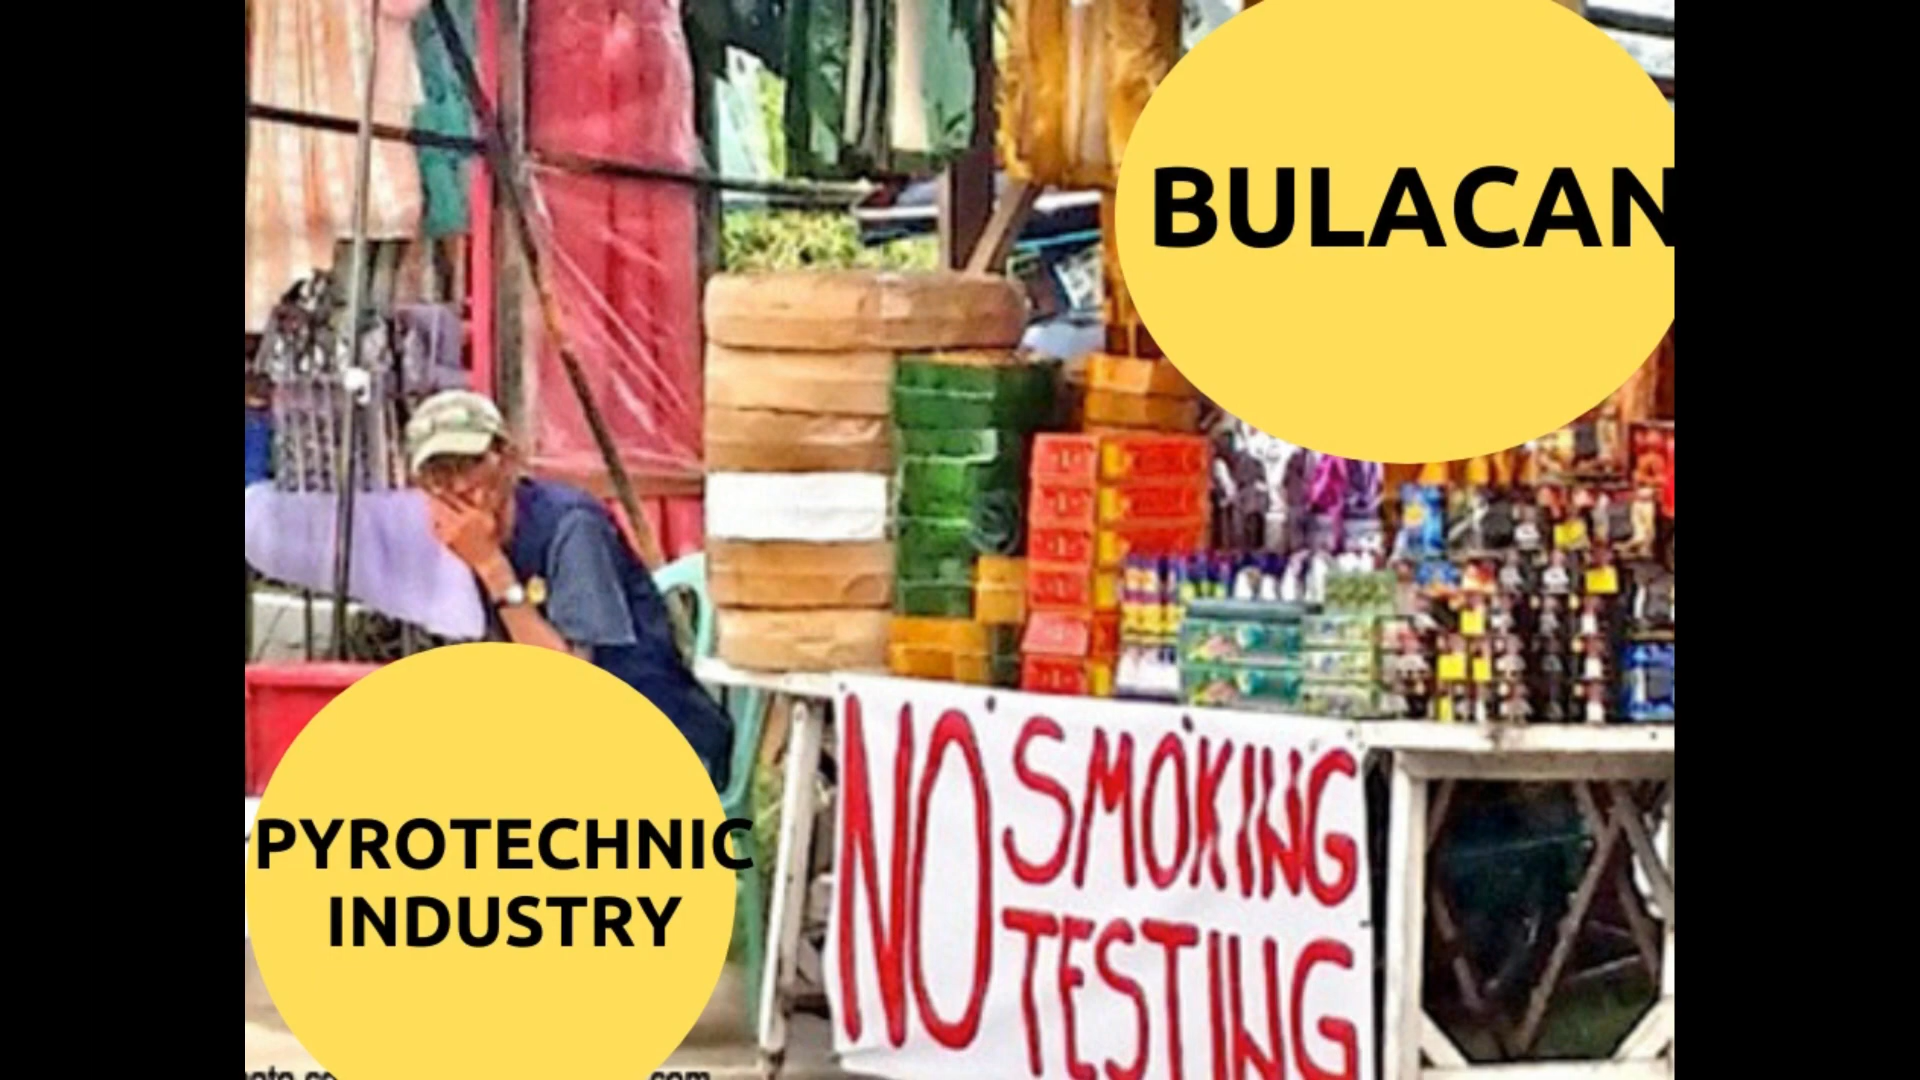 BULACAN
PYROTECHNIC
INDUSTRY
NO SMOKING
TESTING